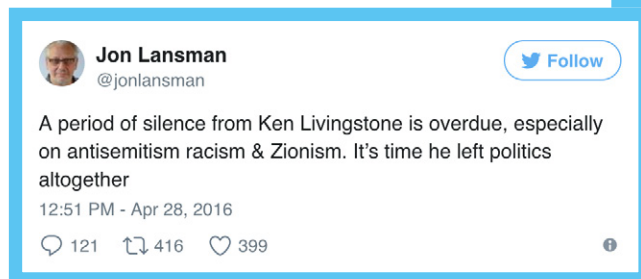 Jon Lansman
Follow
@jonlansman
A period of silence from Ken Livingstone is overdue, especially
on antisemitism racism & Zionism. It’s time he left politics
altogether
12:51 PM - Apr 28, 2016
121 416 399